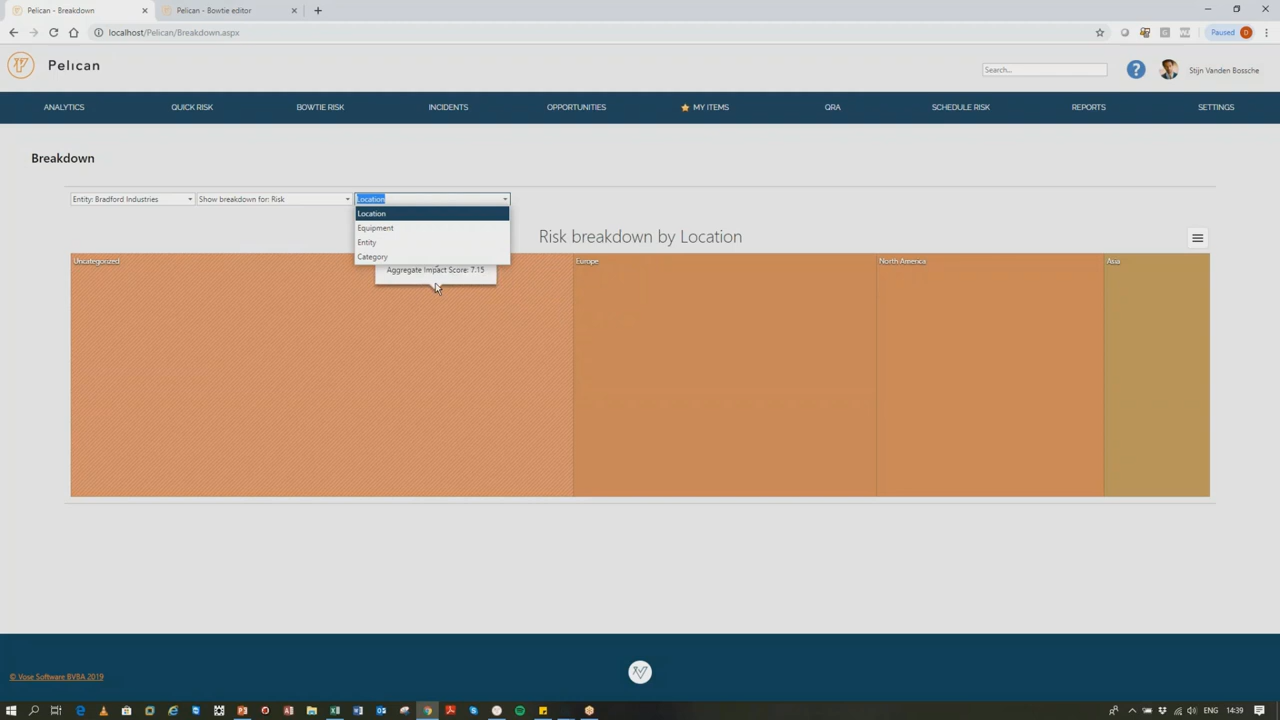 Pelican - Breakdown
Pelican - Bowtie editor
localhost/Pelican/Breakdown.aspx
Paused
D
Pelican
Search...
?
Stijn Vanden Bossche
ANALYTICS
QUICK RISK
BOWTIE RISK
INCIDENTS
OPPORTUNITIES
MY ITEMS
QRA
SCHEDULE RISK
REPORTS
SETTINGS
Breakdown
Entity: Bradford Industries
Show breakdown for: Risk
Location
Location
Equipment
Entity
Category
Risk breakdown by Location
Aggregate Impact Score: 7.15
Uncategorized
Europe
North America
Asia
© Vose Software BVBA 2019
ENG
14:39